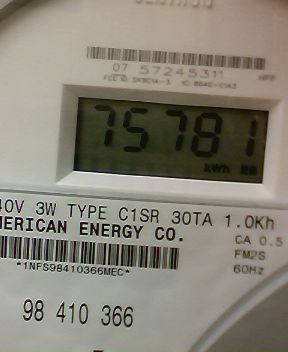 CENTRON
07 57245311
75781
kWh
40V 3W TYPE C1SR 30TA 1.0Kh
MERICAN ENERGY CO.
CA 0.5
*1NFS98410366MEC*
FM2S
60Hz
98 410 366